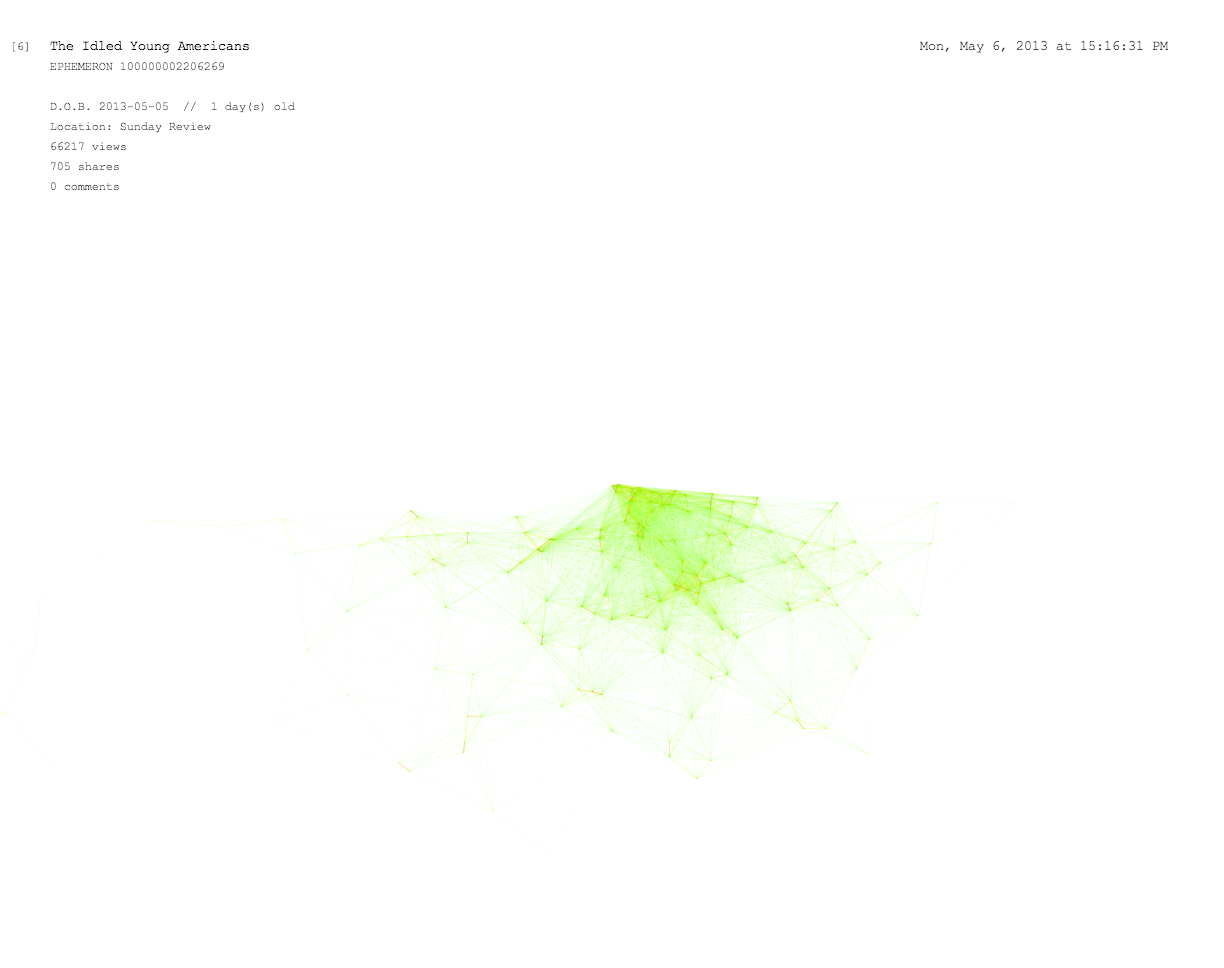 [6] The Idled Young Americans
Mon, May 6, 2013 at 15:16:31 PM
EPHEMERON 100000002206269
D.O.B. 2013-05-05 // 1 day(s) old
Location: Sunday Review
66217 views
705 shares
0 comments